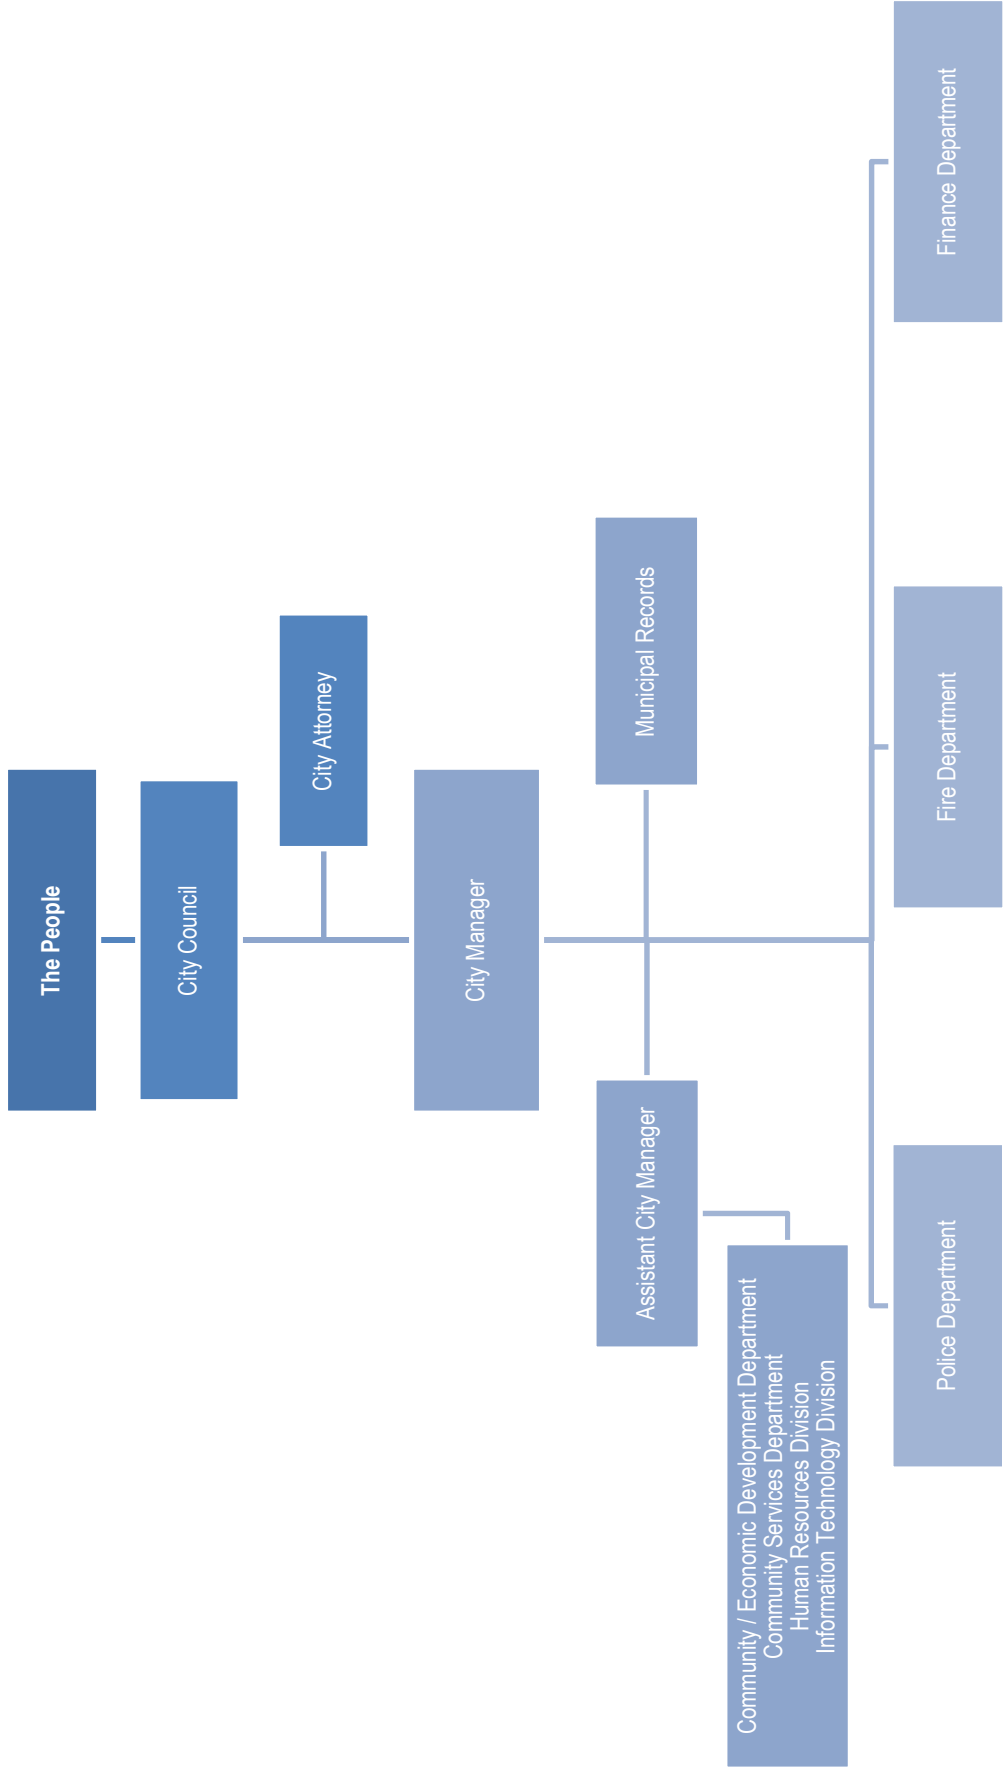 The People
City Council
City Attorney
City Manager
Assistant City Manager
Municipal Records
Community / Economic Development Department
Community Services Department
Human Resources Division
Information Technology Division
Police Department
Fire Department
Finance Department